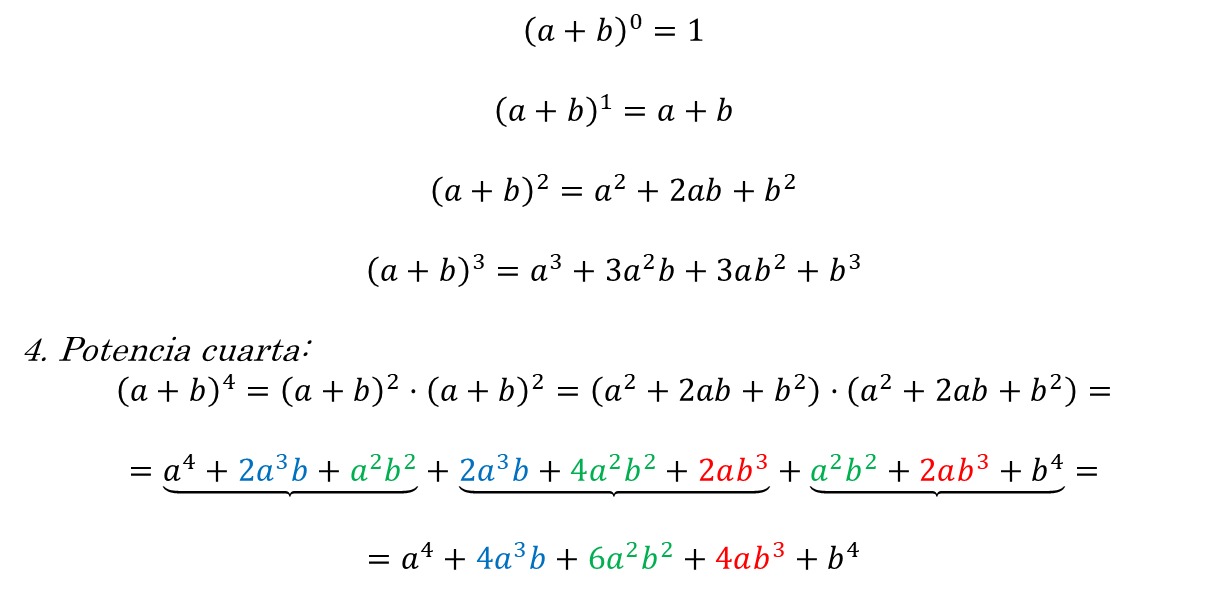 (a + b)⁰ = 1
(a + b)¹ = a + b
(a + b)² = a² + 2ab + b²
(a + b)³ = a³ + 3a²b + 3ab² + b³
4. Potencia cuarta:
(a + b)⁴ = (a + b)² · (a + b)² = (a² + 2ab + b²) · (a² + 2ab + b²) =
= a⁴ + 2a³b + a²b² + 2a³b + 4a²b² + 2ab³ + a²b² + 2ab³ + b⁴ =
= a⁴ + 4a³b + 6a²b² + 4ab³ + b⁴